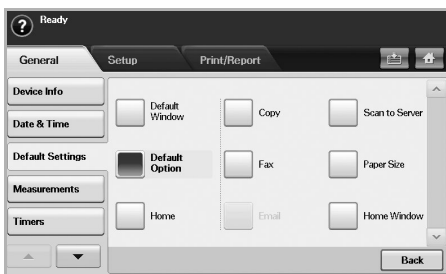 ?
Ready
General
Setup
Print/Report
Device Info
Date & Time
Default Settings
Measurements
Timers
Default
Window
Default
Option
Home
Copy
Fax
Email
Scan to Server
Paper Size
Home Window
Back